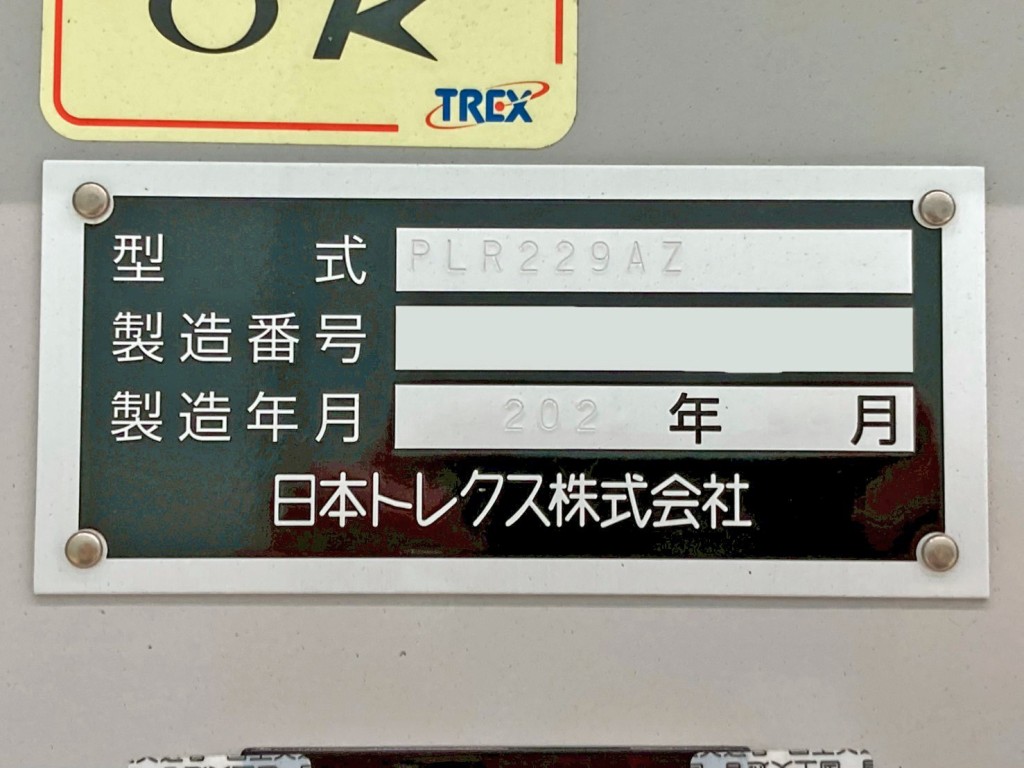 OK
TREX
型式 PLR229AZ
製造番号
製造年月 202 年 月
日本トレクス株式会社